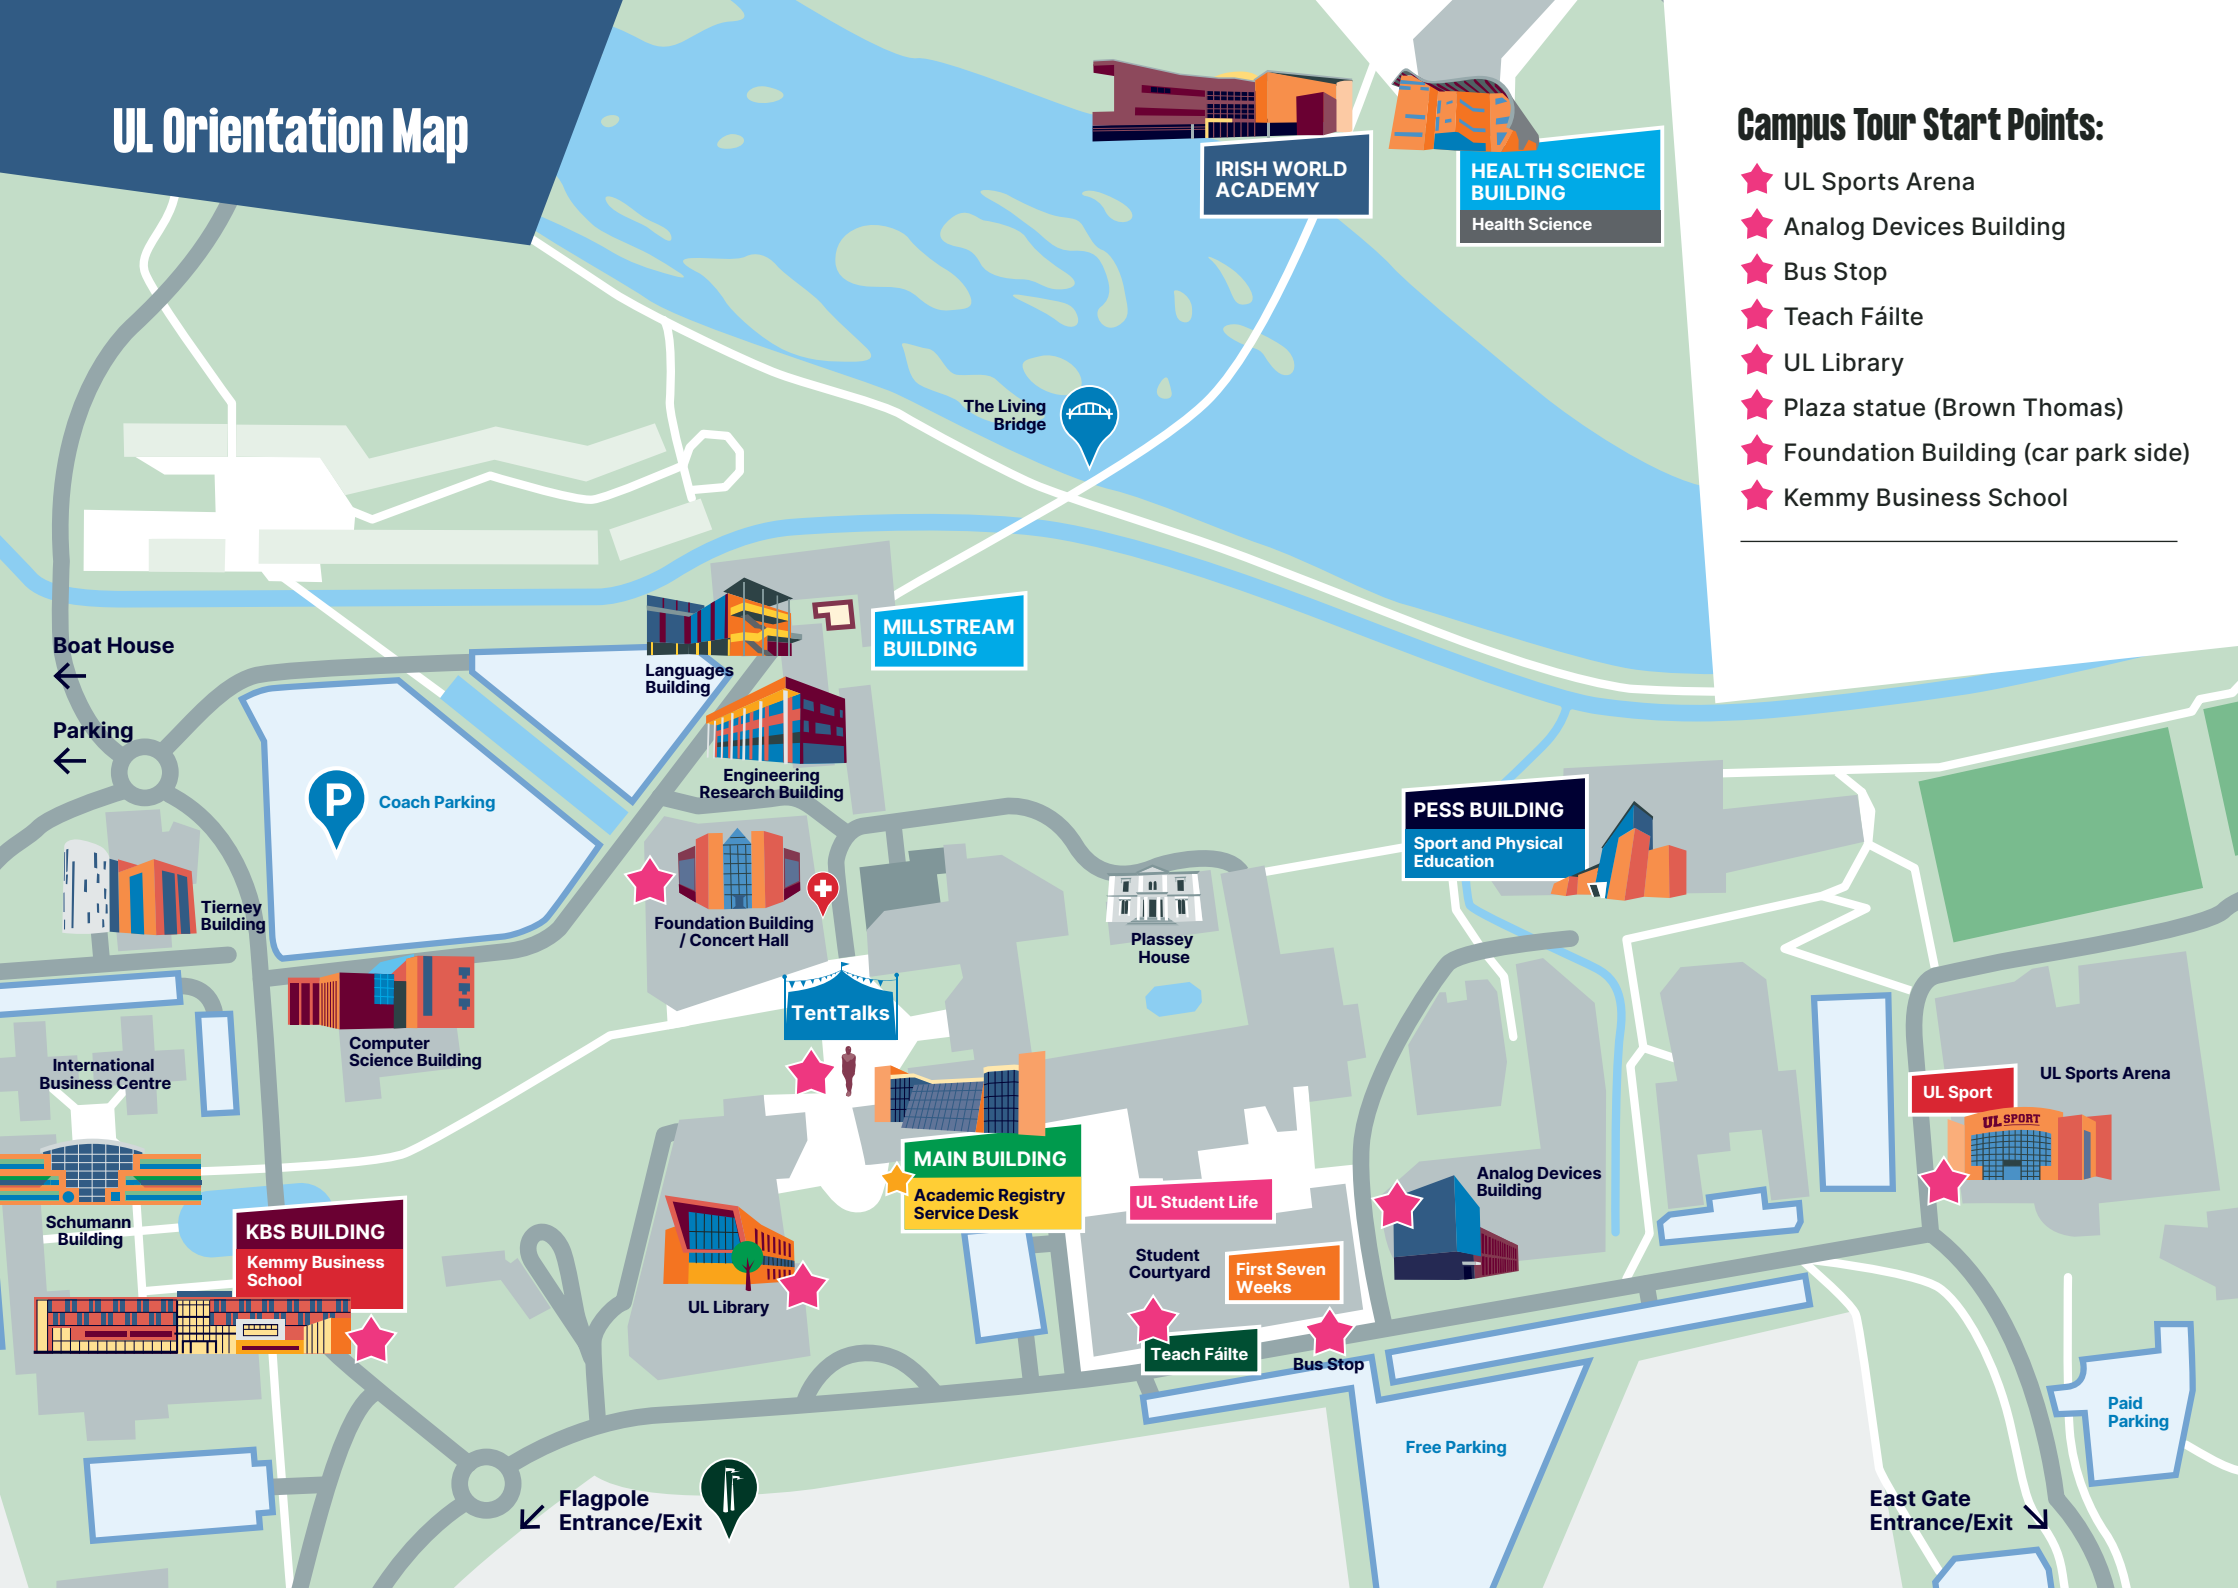 UL Orientation Map
Campus Tour Start Points:
UL Sports Arena
Analog Devices Building
Bus Stop
Teach Fáilte
UL Library
Plaza statue (Brown Thomas)
Foundation Building (car park side)
Kemmy Business School
IRISH WORLD
ACADEMY
HEALTH SCIENCE
BUILDING
Health Science
The Living
Bridge
MILLSTREAM
BUILDING
Boat House
Languages
Building
Parking
Engineering
Research Building
P
Coach Parking
PESS BUILDING
Sport and Physical
Education
Tierney
Building
Foundation Building
/ Concert Hall
Plassey
House
TentTalks
Computer
Science Building
International
Business Centre
UL Sports Arena
UL Sport
UL SPORT
MAIN BUILDING
Academic Registry
Service Desk
UL Student Life
Analog Devices
Building
Schumann
Building
KBS BUILDING
Kemmy Business
School
Student
Courtyard
First Seven
Weeks
UL Library
Teach Fáilte
Bus Stop
Paid
Parking
Free Parking
Flagpole
Entrance/Exit
East Gate
Entrance/Exit